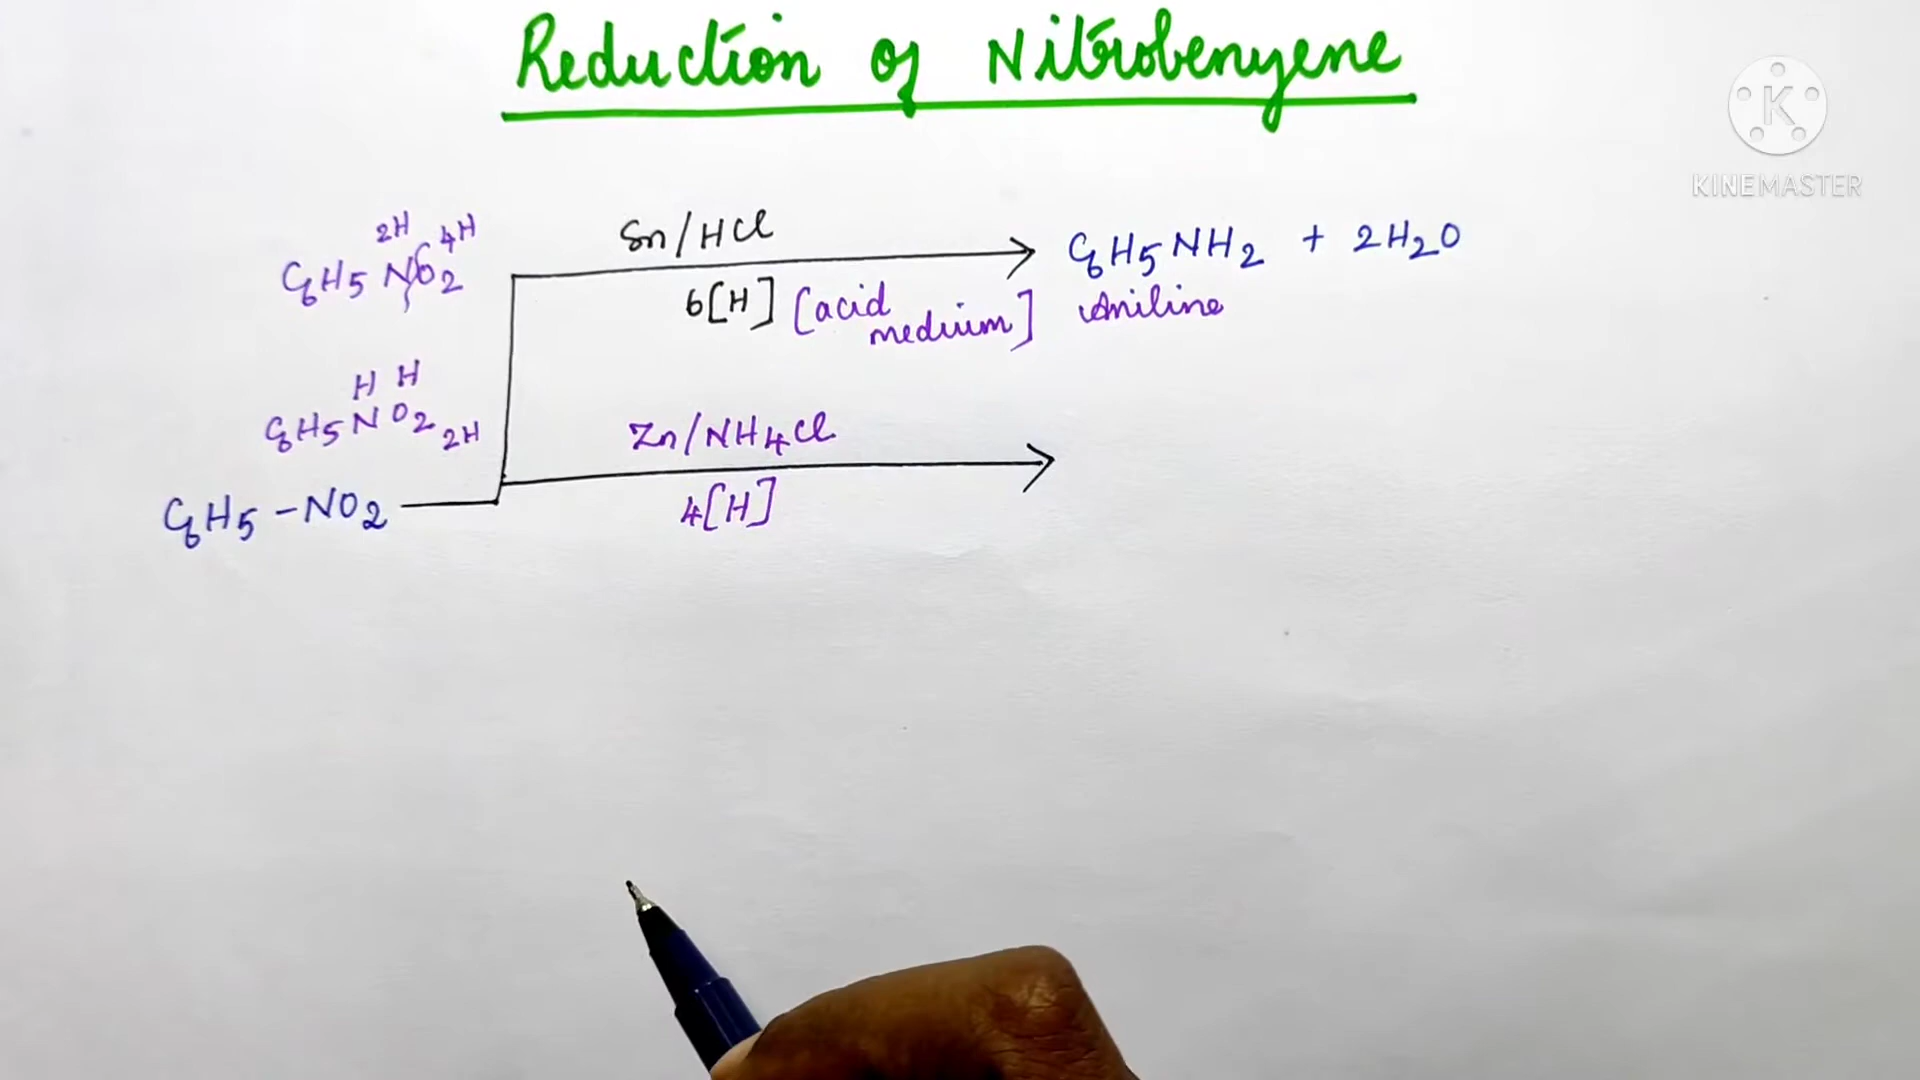 Reduction of Nitrobenzene
KINEMASTER
2H 4H
C6H5 NO2
Sn/HCl
6[H] [acid medium]
C6H5NH2 + 2H2O
Aniline
H H
C6H5 N O2 2H
Zn/NH4Cl
4[H]
C6H5-NO2